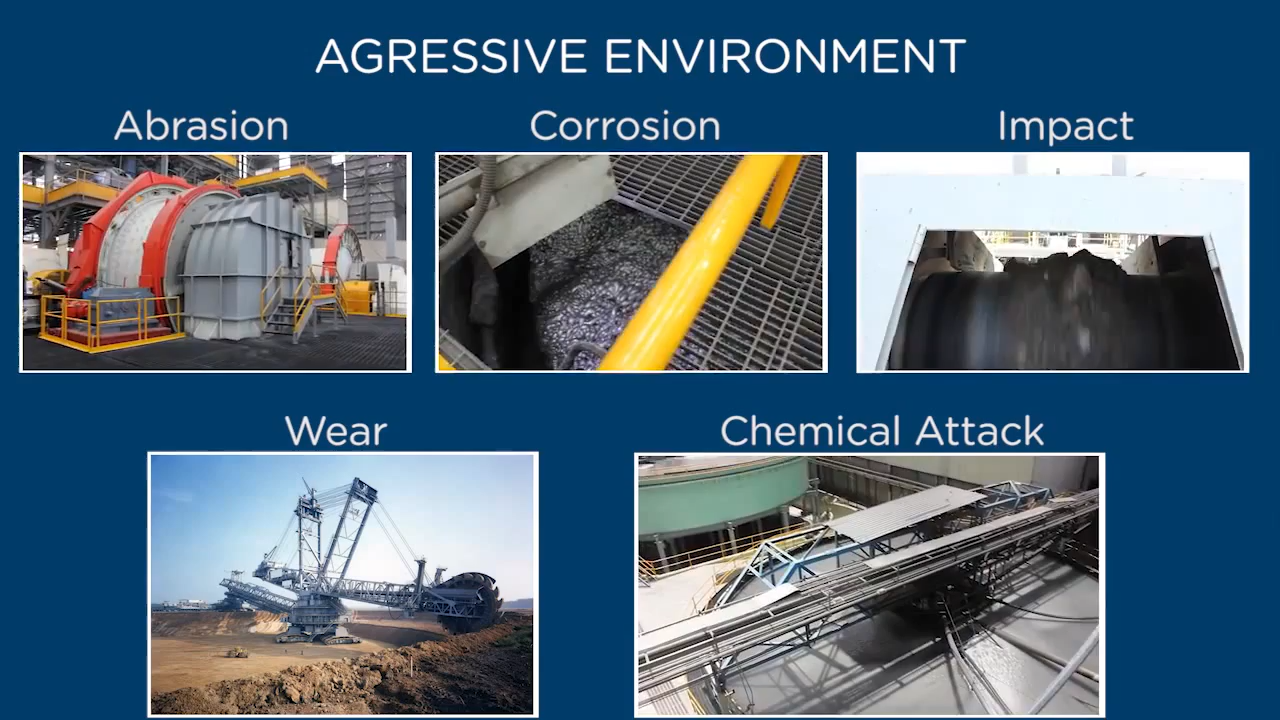 AGRESSIVE ENVIRONMENT
Abrasion
Corrosion
Impact
Wear
Chemical Attack